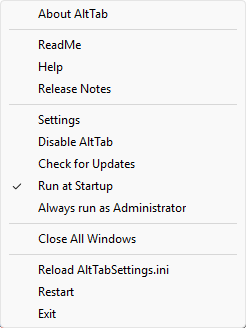 About AltTab
ReadMe
Help
Release Notes
Settings
Disable AltTab
Check for Updates
Run at Startup
Always run as Administrator
Close All Windows
Reload AltTabSettings.ini
Restart
Exit